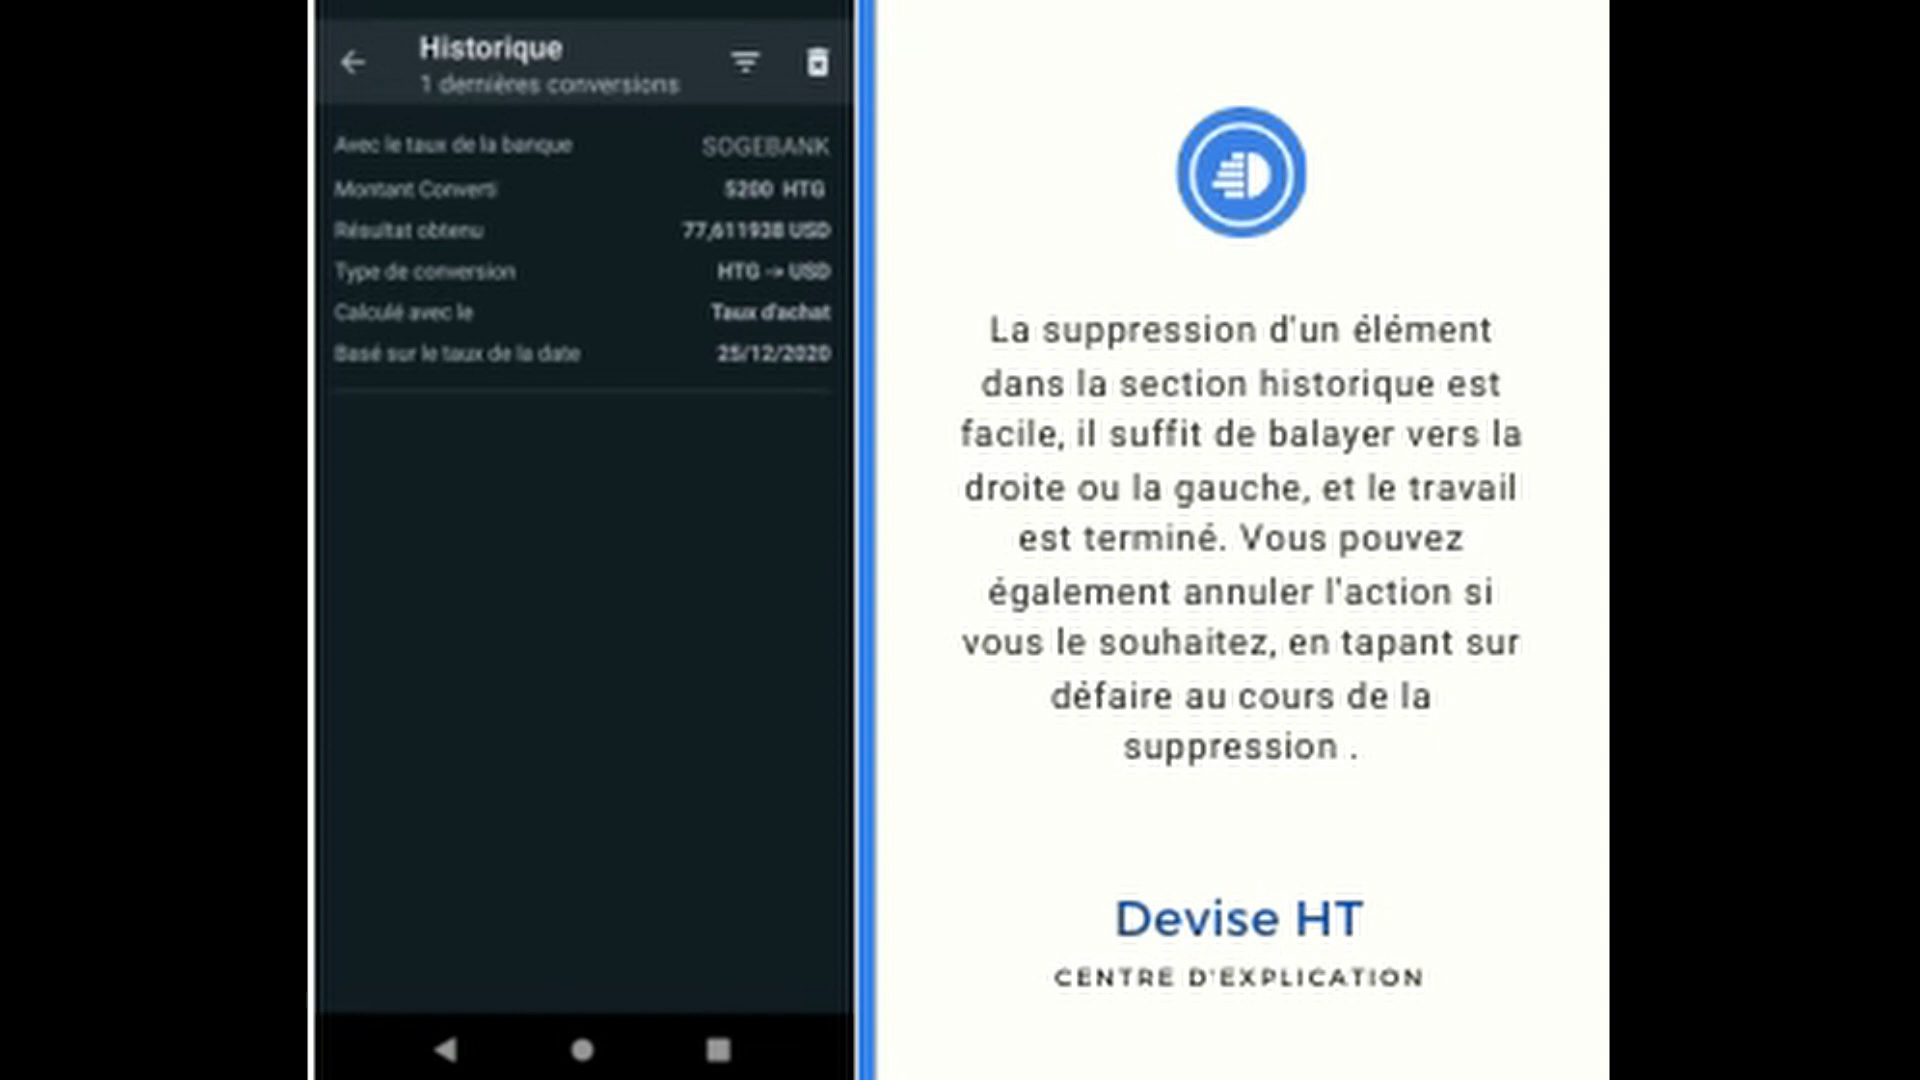 Historique
1 dernières conversions
Avec le taux de la banque SOGEBANK
Montant Converti 5200 HTG
Résultat obtenu 77,611938 USD
Type de conversion HTG -> USD
Calculé avec le Taux d'achat
Basé sur le taux de la date 25/12/2020
La suppression d'un élément
dans la section historique est
facile, il suffit de balayer vers la
droite ou la gauche, et le travail
est terminé. Vous pouvez
également annuler l'action si
vous le souhaitez, en tapant sur
défaire au cours de la
suppression .
Devise HT
CENTRE D'EXPLICATION